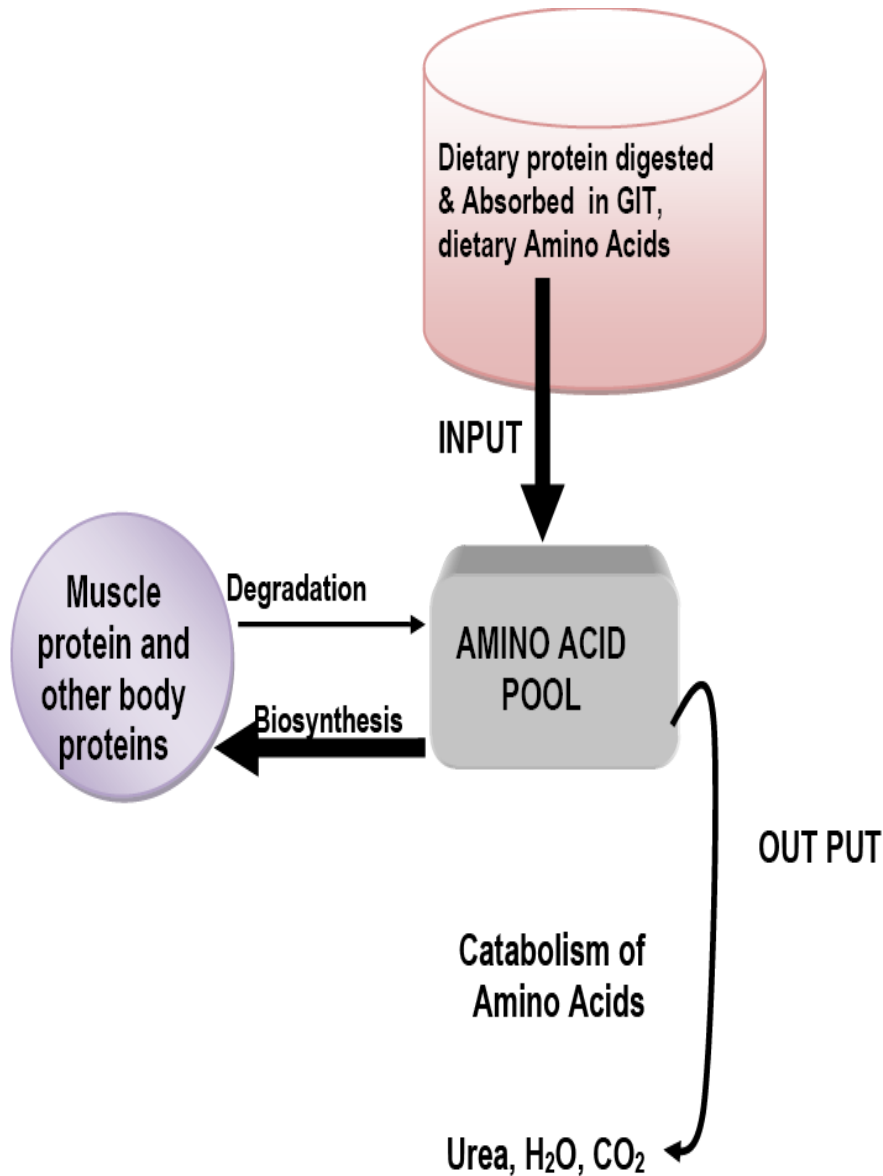 Dietary protein digested
& Absorbed in GIT,
dietary Amino Acids
INPUT
Muscle
protein and
other body
proteins
Degradation
Biosynthesis
AMINO ACID
POOL
OUT PUT
Catabolism of
Amino Acids
Urea, H₂O, CO₂